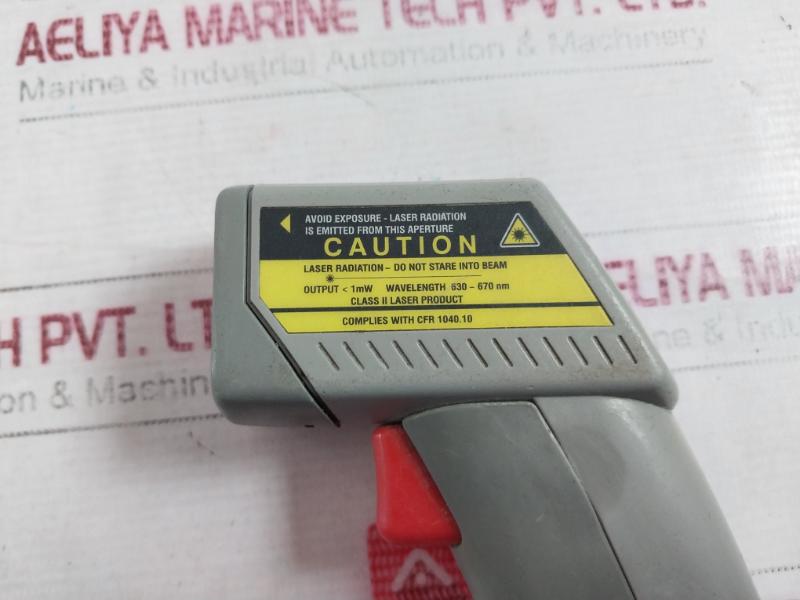 AELIYA MARINE TECH PVT. LTD.
Marine & Industrial Automation & Machinery
AVOID EXPOSURE - LASER RADIATION
IS EMITTED FROM THIS APERTURE
CAUTION
LASER RADIATION - DO NOT STARE INTO BEAM
OUTPUT < 1mW WAVELENGTH 630 - 670 nm
CLASS II LASER PRODUCT
COMPLIES WITH CFR 1040.10
AELIYA MA
Marine & Indus
H PVT. LT
on & Machin